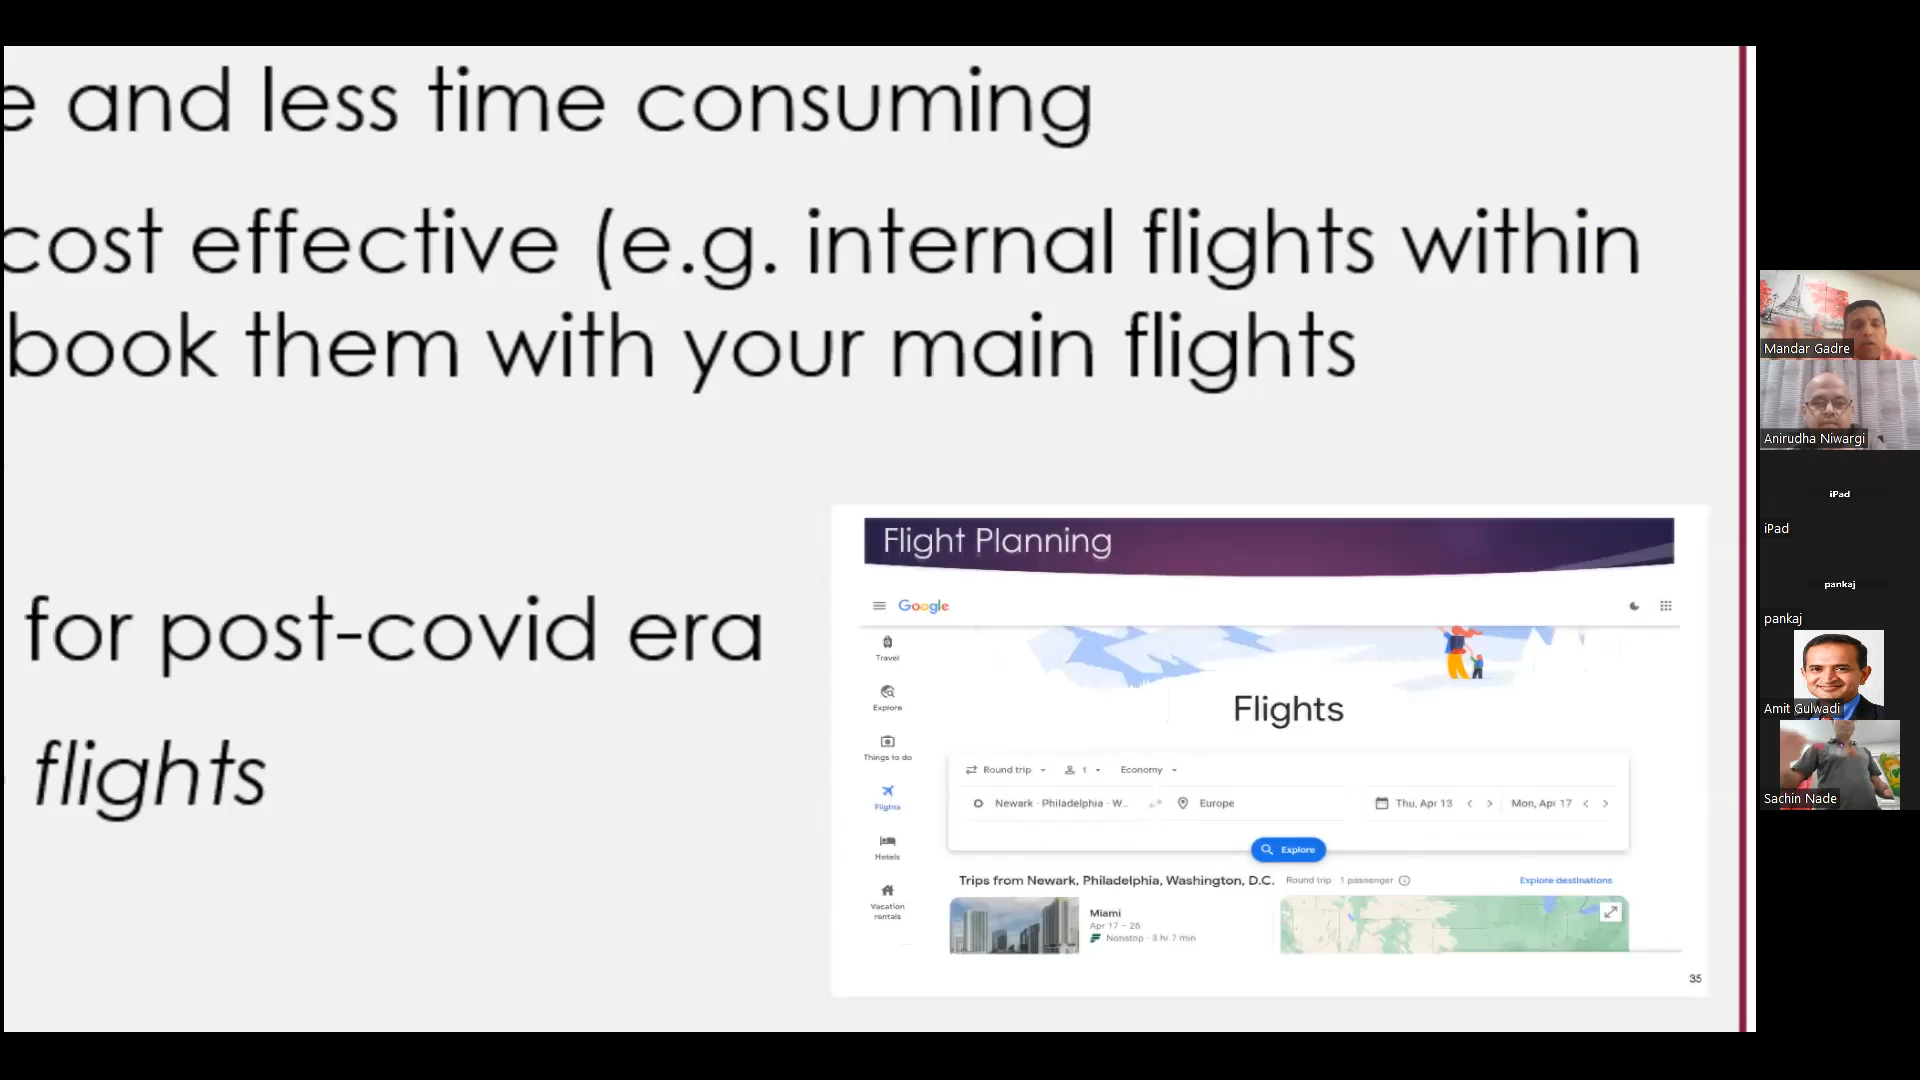 e and less time consuming
cost effective (e.g. internal flights within
book them with your main flights
for post-covid era
flights
Flight Planning
Google
Travel
Explore
Things to do
Flights
Hotels
Vacation
rentals
Flights
Round trip 1 Economy
Newark · Philadelphia · W... Europe Thu, Apr 13 Mon, Apr 17
Explore
Trips from Newark, Philadelphia, Washington, D.C. Round trip 1 passenger Explore destinations
Miami
Apr 17 – 26
Nonstop · 3 hr 7 min
35
Mandar Gadre
Anirudha Niwargi
iPad
iPad
pankaj
pankaj
Amit Gulwadi
Sachin Nade